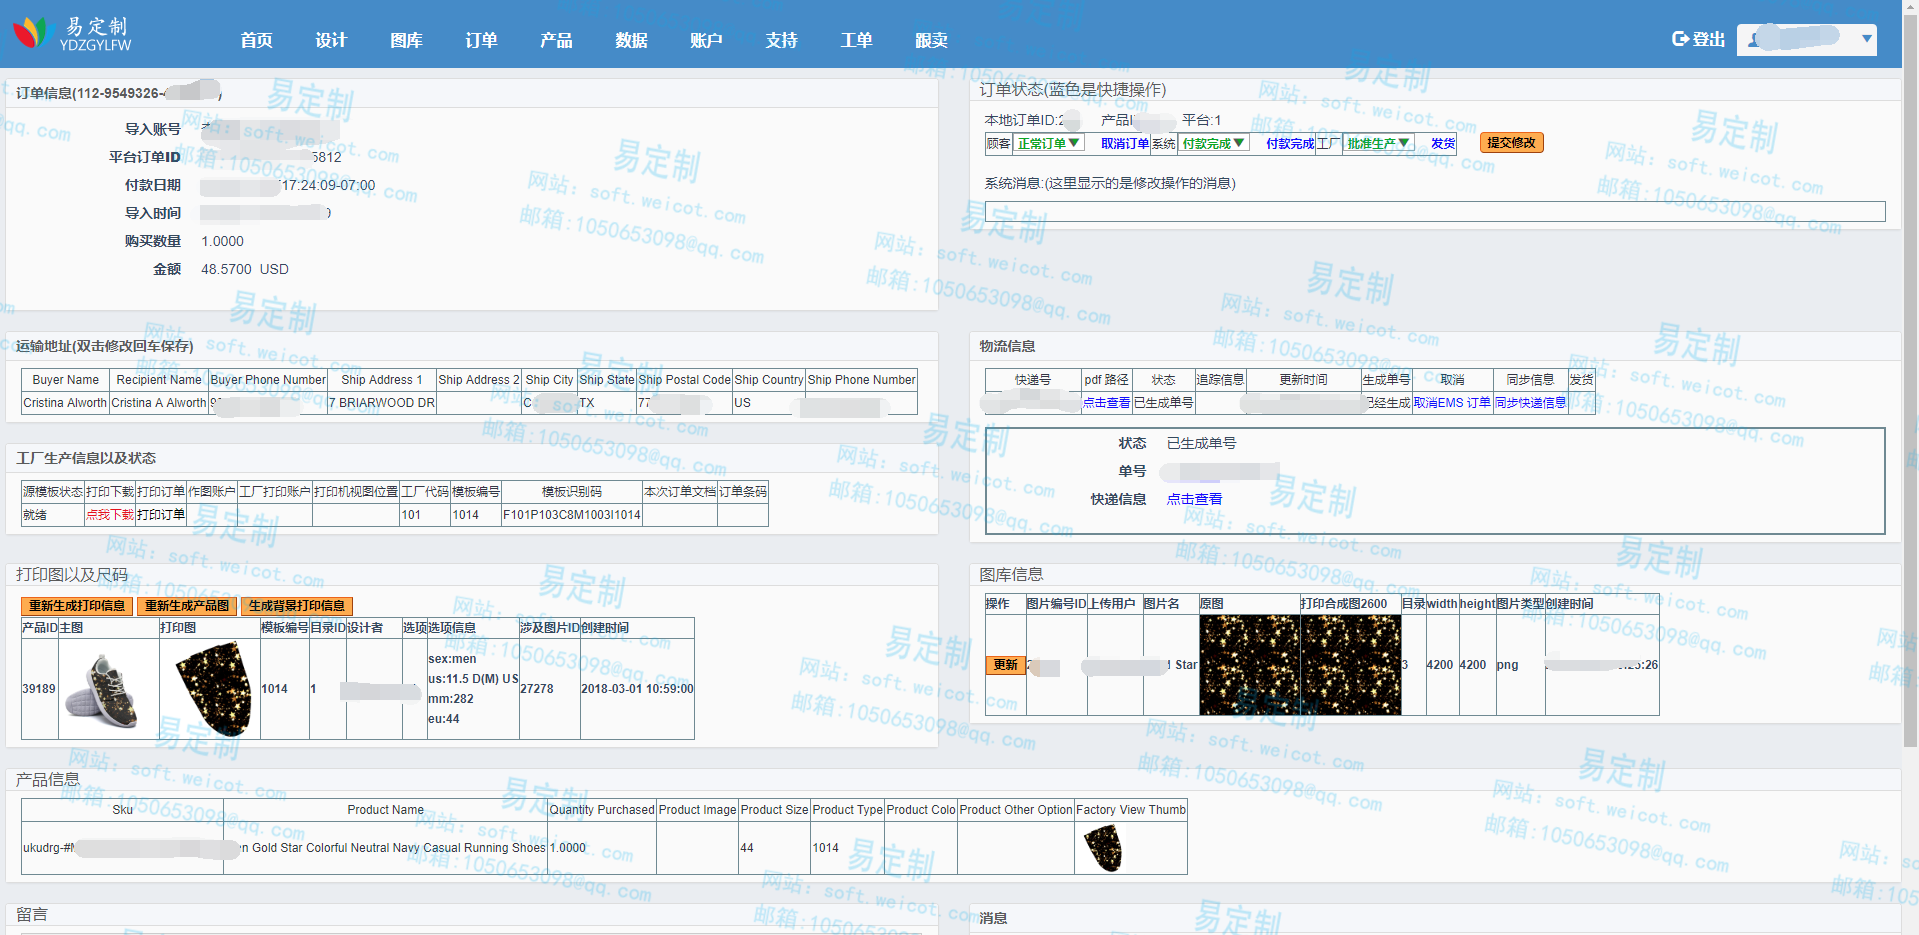 易定制
YDZGYLFW
首页 设计 图库 订单 产品 数据 账户 支持 工单 跟卖
登出
订单信息(112-9549326-
导入账号
平台订单ID 5812
付款日期 17:24:09-07:00
导入时间
购买数量 1.0000
金额 48.5700 USD
订单状态(蓝色是快捷操作)
本地订单ID:2 产品I 平台:1
顾客 正常订单▼ 取消订单 系统 付款完成▼ 付款完成 工厂 批准生产▼ 发货 提交修改
系统消息:(这里显示的是修改操作的消息)
运输地址(双击修改回车保存)
Buyer Name Recipient Name Buyer Phone Number Ship Address 1 Ship Address 2 Ship City Ship State Ship Postal Code Ship Country Ship Phone Number
Cristina Alworth Cristina A Alworth 9 7 BRIARWOOD DR C TX 77 US
物流信息
快递号 pdf 路径 状态 追踪信息 更新时间 生成单号 取消 同步信息 发货
点击查看 已生成单号 已经生成 取消EMS 订单 同步快递信息
状态 已生成单号
单号
快递信息 点击查看
工厂生产信息以及状态
源模板状态 打印下载 打印订单 作图账户 工厂打印账户 打印机视图位置 工厂代码 模板编号 模板识别码 本次订单文档 订单条码
就绪 点我下载 打印订单 101 1014 F101P103C8M1003I1014
打印图以及尺码
重新生成打印信息 重新生成产品图 生成背景打印信息
产品ID 主图 打印图 模板编号 目录ID 设计者 选项 选项信息 涉及图片ID 创建时间
39189 1014 1 sex:men
us:11.5 D(M) US
mm:282
eu:44
27278 2018-03-01 10:59:00
图库信息
操作 图片编号ID 上传用户 图片名 原图 打印合成图2600 目录 width height 图片类型 创建时间
更新 2 Star 3 4200 4200 png :26
产品信息
Sku Product Name Quantity Purchased Product Image Product Size Product Type Product Colo Product Other Option Factory View Thumb
ukudrg-#M n Gold Star Colorful Neutral Navy Casual Running Shoes 1.0000 44 1014
留言
消息
易定制
网站: soft.weicot.com
邮箱:1050653098@qq.com